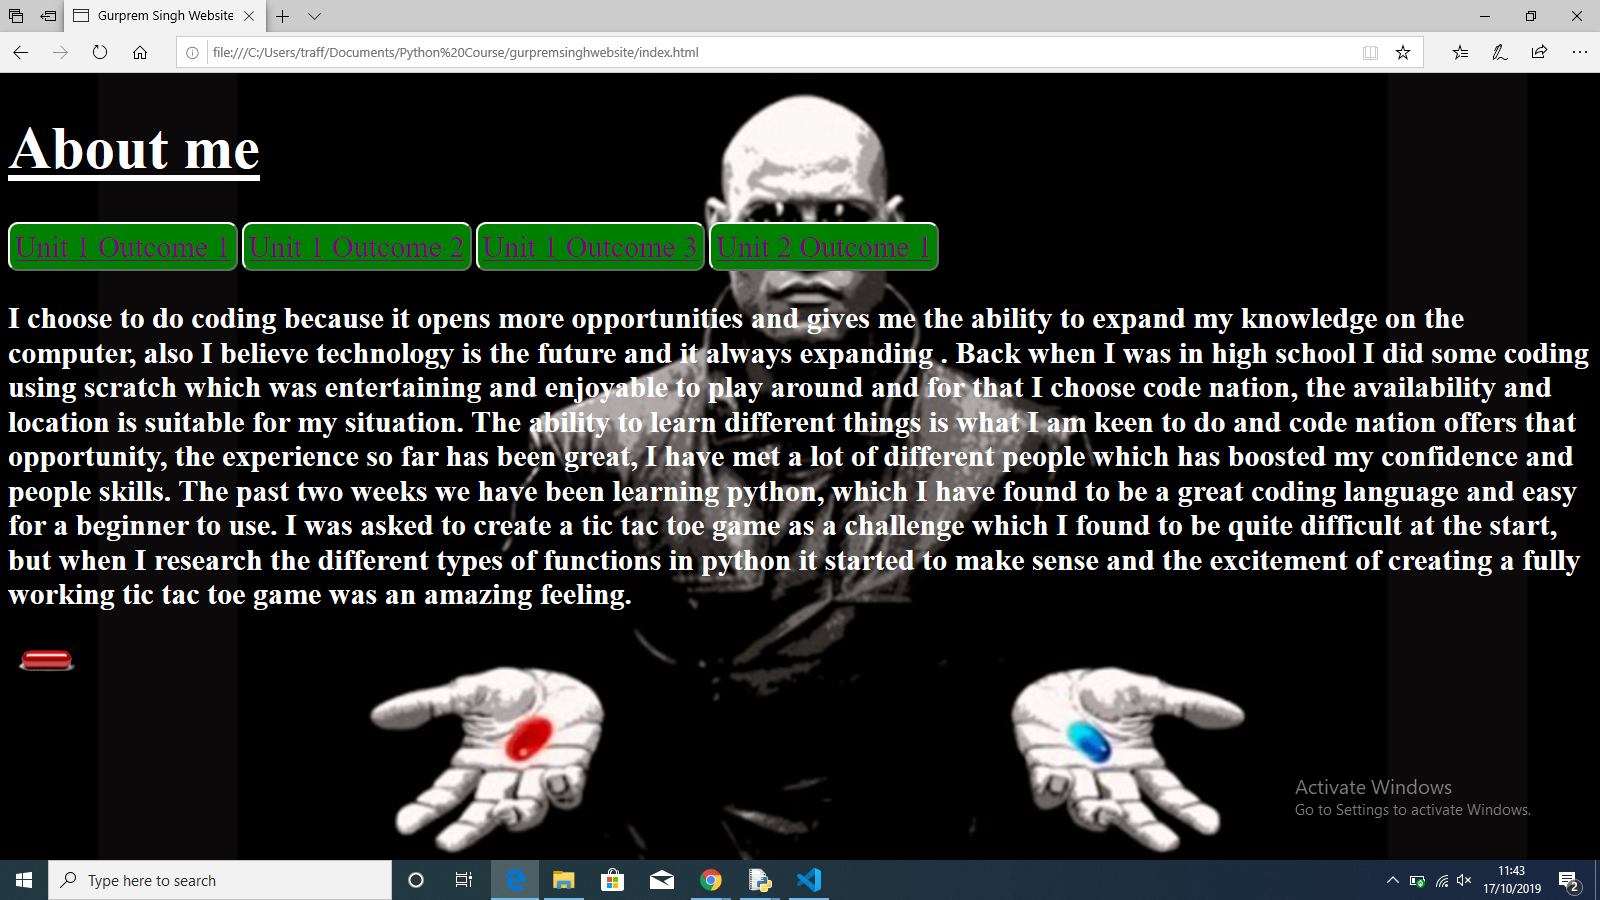 Gurprem Singh Website
file:///C:/Users/traff/Documents/Python%20Course/gurpremsinghwebsite/index.html
About me
Unit 1 Outcome 1 Unit 1 Outcome 2 Unit 1 Outcome 3 Unit 2 Outcome 1
I choose to do coding because it opens more opportunities and gives me the ability to expand my knowledge on the
computer, also I believe technology is the future and it always expanding . Back when I was in high school I did some coding
using scratch which was entertaining and enjoyable to play around and for that I choose code nation, the availability and
location is suitable for my situation. The ability to learn different things is what I am keen to do and code nation offers that
opportunity, the experience so far has been great, I have met a lot of different people which has boosted my confidence and
people skills. The past two weeks we have been learning python, which I have found to be a great coding language and easy
for a beginner to use. I was asked to create a tic tac toe game as a challenge which I found to be quite difficult at the start,
but when I research the different types of functions in python it started to make sense and the excitement of creating a fully
working tic tac toe game was an amazing feeling.
Activate Windows
Go to Settings to activate Windows.
Type here to search
11:43
17/10/2019
2